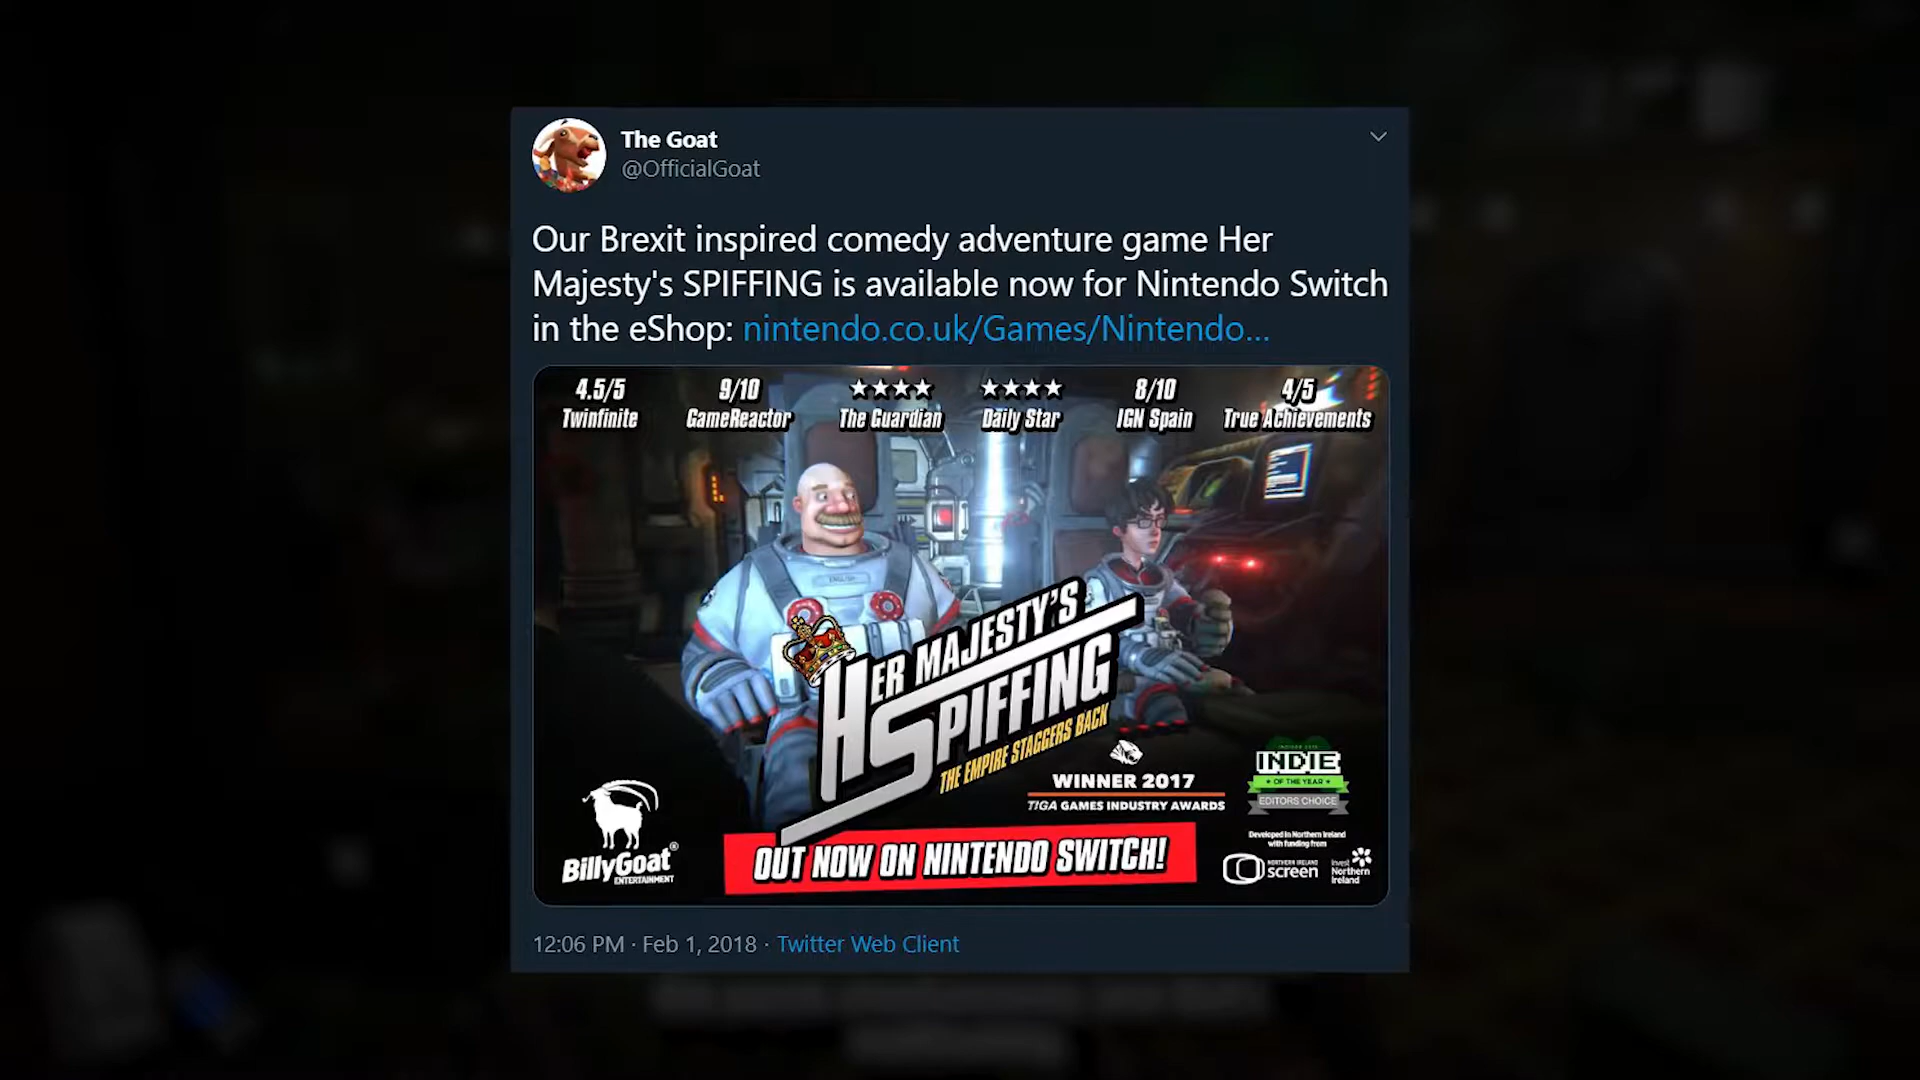 The Goat
@OfficialGoat
Our Brexit inspired comedy adventure game Her
Majesty's SPIFFING is available now for Nintendo Switch
in the eShop: nintendo.co.uk/Games/Nintendo...
4.5/5
Twinfinite
9/10
GameReactor
★★★★
The Guardian
★★★★
Daily Star
8/10
IGN Spain
4/5
True Achievements
ENGLISH
HER MAJESTY'S
SPIFFING
THE EMPIRE STAGGERS BACK
WINNER 2017
TIGA GAMES INDUSTRY AWARDS
INDIE
OF THE YEAR
EDITORS CHOICE
BillyGoat®
ENTERTAINMENT
OUT NOW ON NINTENDO SWITCH!
Developed in Northern Ireland
with funding from
NORTHERN IRELAND
screen
Invest
Northern
Ireland
12:06 PM · Feb 1, 2018 · Twitter Web Client